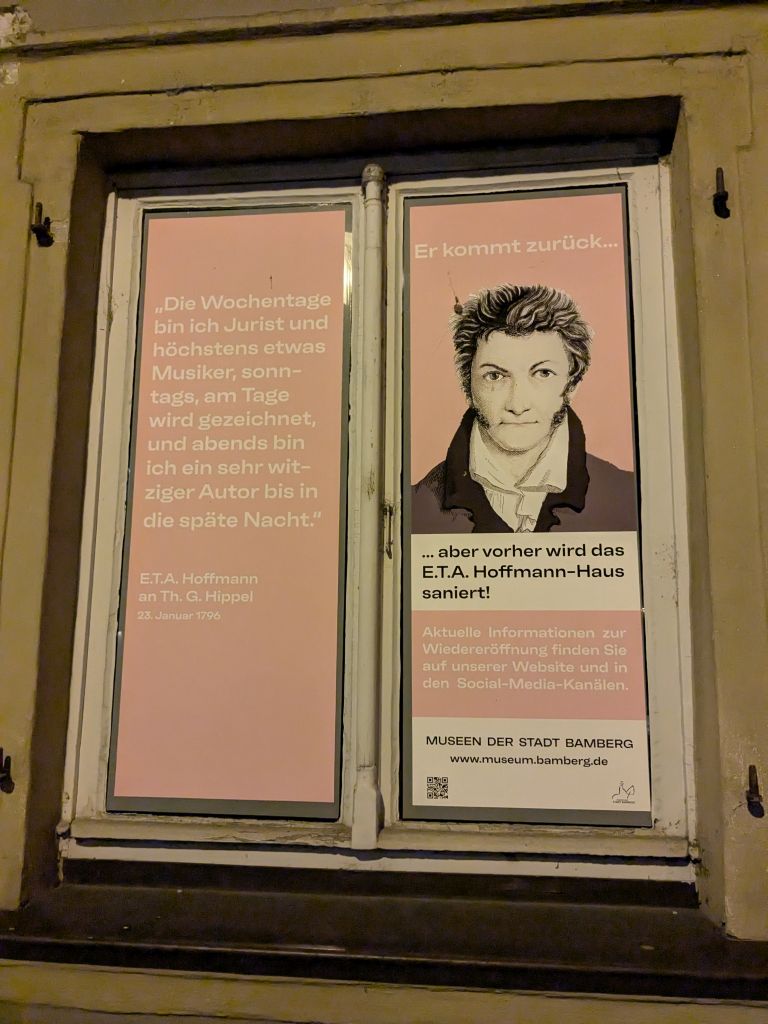 „Die Wochentage
bin ich Jurist und
höchstens etwas
Musiker, sonn-
tags, am Tage
wird gezeichnet,
und abends bin
ich ein sehr wit-
ziger Autor bis in
die späte Nacht.“
E.T.A. Hoffmann
an Th. G. Hippel
23. Januar 1796
Er kommt zurück...
... aber vorher wird das
E.T.A. Hoffmann-Haus
saniert!
Aktuelle Informationen zur
Wiedereröffnung finden Sie
auf unserer Website und in
den Social-Media-Kanälen.
MUSEEN DER STADT BAMBERG
www.museum.bamberg.de